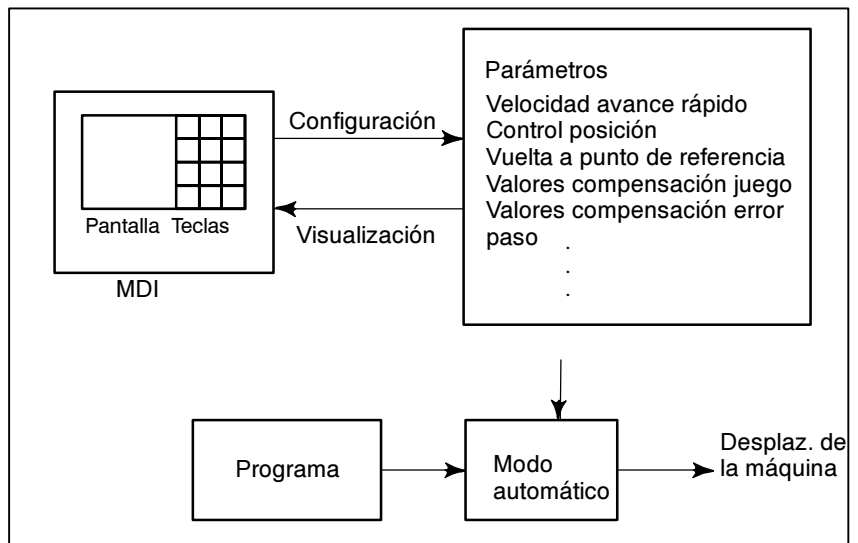 Parámetros
Velocidad avance rápido
Control posición
Vuelta a punto de referencia
Valores compensación juego
Valores compensación error
paso
.
.
.
Configuración
Visualización
Pantalla Teclas
MDI
Programa
Modo
automático
Desplaz. de
la máquina